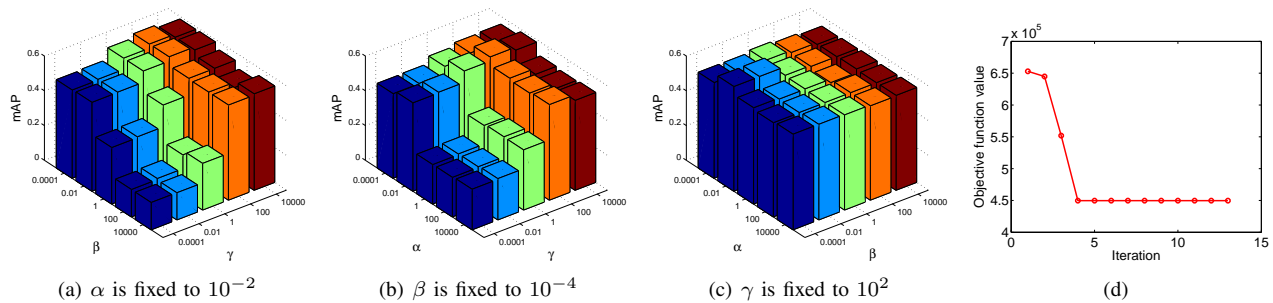 0.6
0.4
0.2
0
mAP
0.0001
0.01
1
100
10000
β
0.0001
0.01
1
100
10000
γ
(a) α is fixed to 10⁻²
0.6
0.4
0.2
0
mAP
0.0001
0.01
1
100
10000
α
0.0001
0.01
1
100
10000
γ
(b) β is fixed to 10⁻⁴
0.6
0.4
0.2
0
mAP
0.0001
0.01
1
100
10000
α
0.0001
0.01
1
100
10000
β
(c) γ is fixed to 10²
x 10⁵
7
6.5
6
5.5
5
4.5
4
Objective function value
0 5 10 15
Iteration
(d)